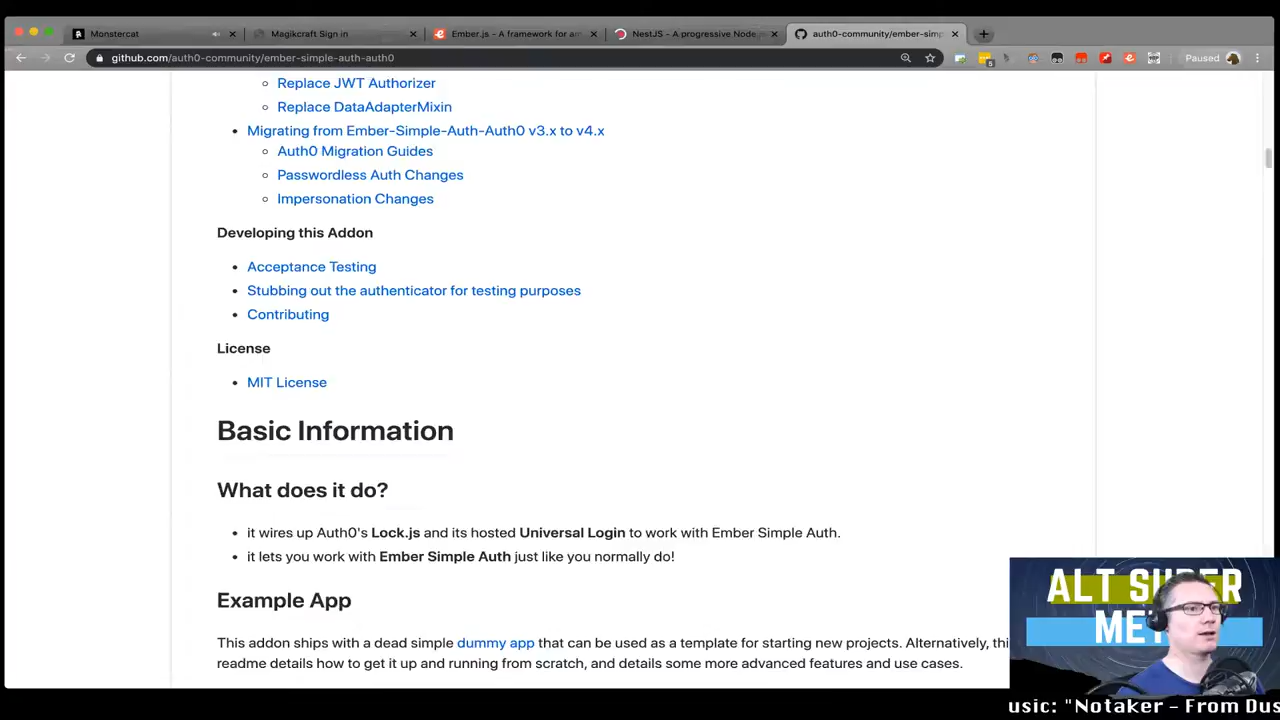 Monstercat
Magikcraft Sign in
Ember.js - A framework for am
NestJS - A progressive Node.js
auth0-community/ember-simp
github.com/auth0-community/ember-simple-auth-auth0
Paused
Replace JWT Authorizer
Replace DataAdapterMixin
Migrating from Ember-Simple-Auth-Auth0 v3.x to v4.x
Auth0 Migration Guides
Passwordless Auth Changes
Impersonation Changes
Developing this Addon
Acceptance Testing
Stubbing out the authenticator for testing purposes
Contributing
License
MIT License
Basic Information
What does it do?
it wires up Auth0's Lock.js and its hosted Universal Login to work with Ember Simple Auth.
it lets you work with Ember Simple Auth just like you normally do!
Example App
This addon ships with a dead simple dummy app that can be used as a template for starting new projects. Alternatively, thi
readme details how to get it up and running from scratch, and details some more advanced features and use cases.
ALT SUPER
MET
usic: "Notaker - From Dus